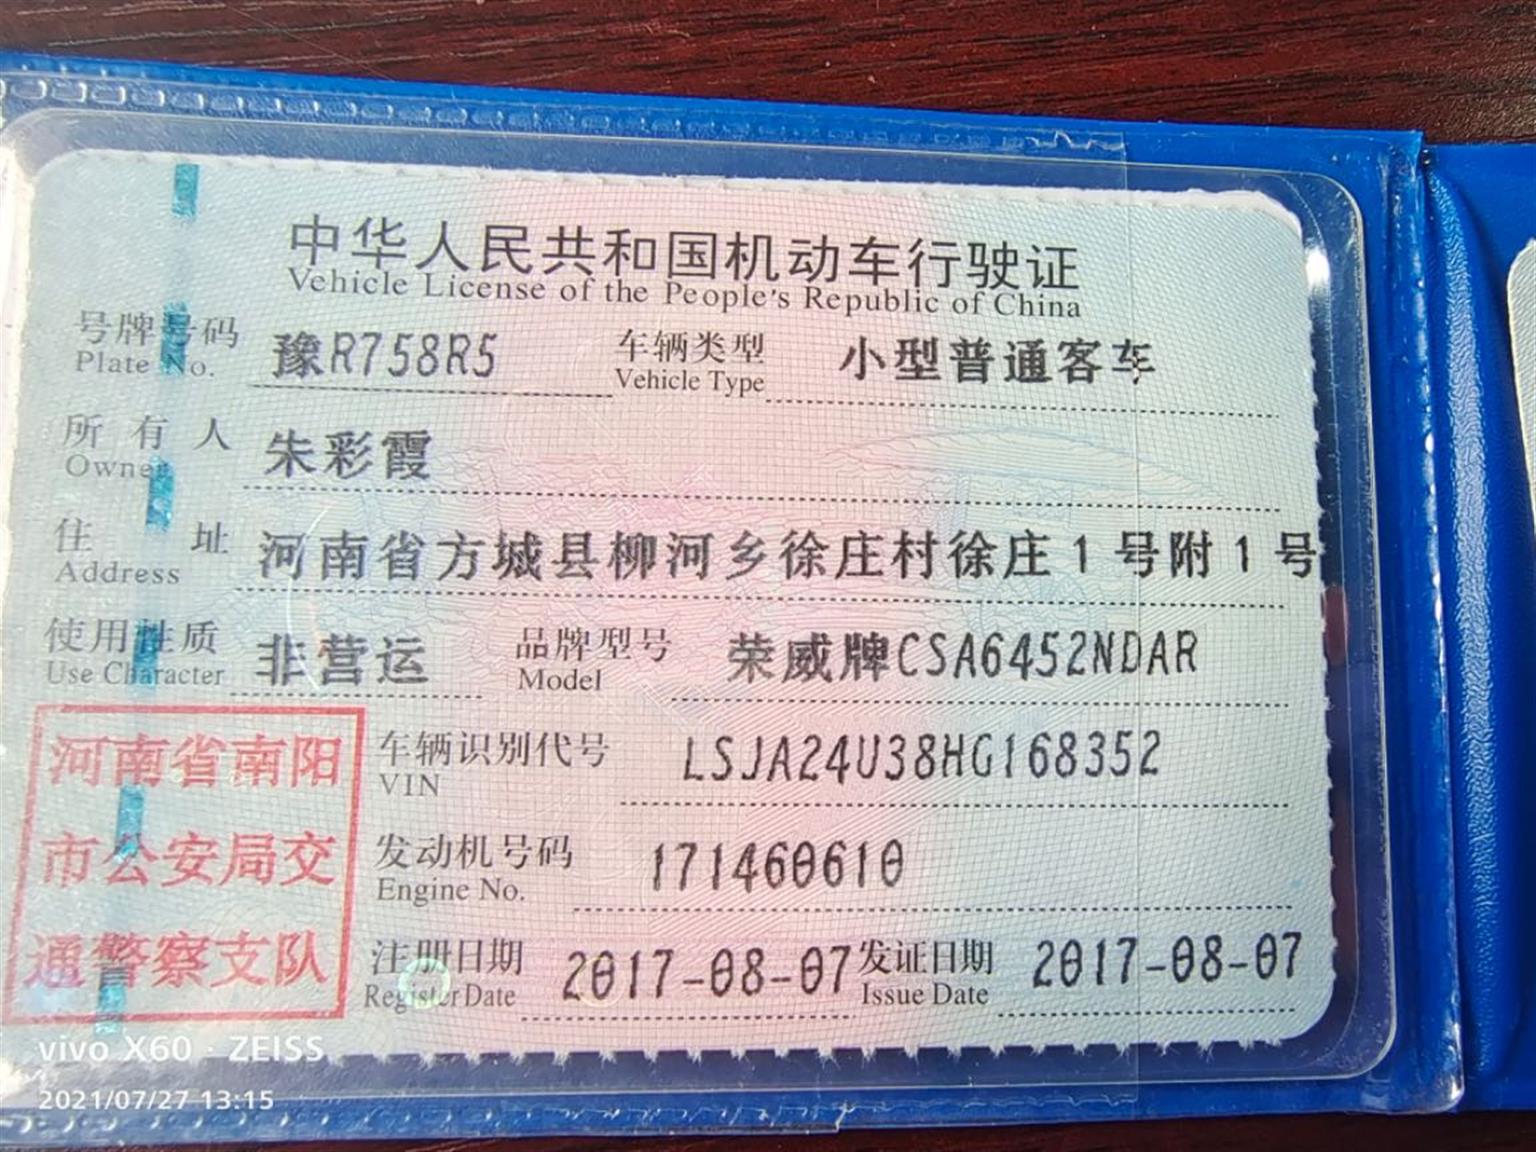 中华人民共和国机动车行驶证
Vehicle License of the People's Republic of China
号牌号码 豫R758R5 车辆类型 小型普通客车
Plate No. Vehicle Type
所有人 朱彩霞
Owner
住址 河南省方城县柳河乡徐庄村徐庄1号附1号
Address
使用性质 非营运 品牌型号 荣威牌CSA6452NDAR
Use Character Model
河南省南阳
市公安局交
通警察支队
车辆识别代号 LSJA24U38HG168352
VIN
发动机号码 171460610
Engine No.
注册日期 2017-08-07 发证日期 2017-08-07
Register Date Issue Date
vivo X60 · ZEISS
2021/07/27 13:15